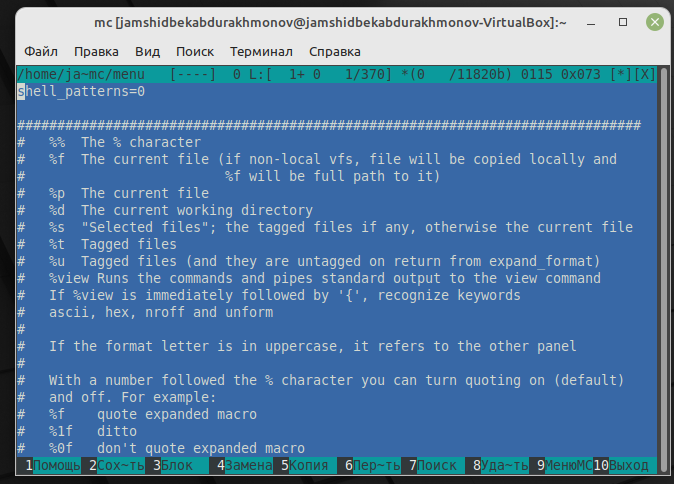 mc [jamshidbekabdurakhmonov@jamshidbekabdurakhmonov-VirtualBox]:~
Файл Правка Вид Поиск Терминал Справка
/home/ja~mc/menu   [----]  0 L:[  1+ 0   1/370] *(0   /11820b) 0115 0x073 [*][X]
shell_patterns=0
##############################################################################
#   %%  The % character
#   %f  The current file (if non-local vfs, file will be copied locally and
#                         %f will be full path to it)
#   %p  The current file
#   %d  The current working directory
#   %s  "Selected files"; the tagged files if any, otherwise the current file
#   %t  Tagged files
#   %u  Tagged files (and they are untagged on return from expand_format)
#   %view Runs the commands and pipes standard output to the view command
#   If %view is immediately followed by '{', recognize keywords
#   ascii, hex, nroff and unform
#
#   If the format letter is in uppercase, it refers to the other panel
#
#   With a number followed the % character you can turn quoting on (default)
#   and off. For example:
#   %f    quote expanded macro
#   %1f   ditto
#   %0f   don't quote expanded macro
1Помощь 2Сох~ть 3Блок 4Замена 5Копия 6Пер~ть 7Поиск 8Уда~ть 9МенюMC 10Выход